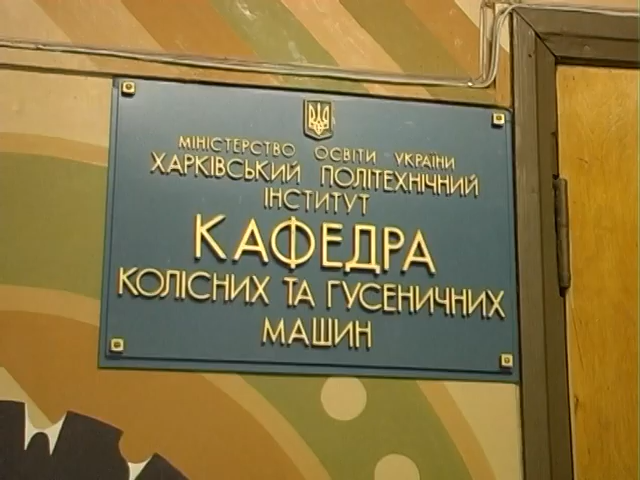 МІНІСТЕРСТВО ОСВІТИ УКРАЇНИ
ХАРКІВСЬКИЙ ПОЛІТЕХНІЧНИЙ
ІНСТИТУТ
КАФЕДРА
КОЛІСНИХ ТА ГУСЕНИЧНИХ
МАШИН